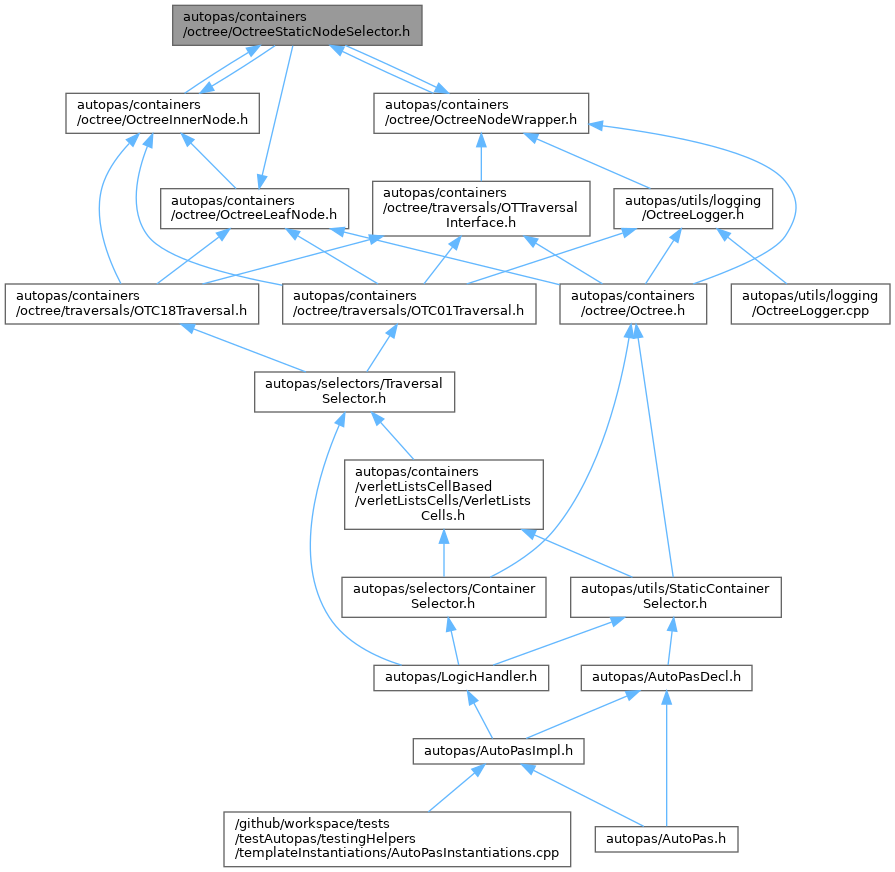 autopas/containers
/octree/OctreeStaticNodeSelector.h
autopas/containers
/octree/OctreeInnerNode.h
autopas/containers
/octree/OctreeNodeWrapper.h
autopas/containers
/octree/OctreeLeafNode.h
autopas/containers
/octree/traversals/OTTraversal
Interface.h
autopas/utils/logging
/OctreeLogger.h
autopas/containers
/octree/traversals/OTC18Traversal.h
autopas/containers
/octree/traversals/OTC01Traversal.h
autopas/containers
/octree/Octree.h
autopas/utils/logging
/OctreeLogger.cpp
autopas/selectors/Traversal
Selector.h
autopas/containers
/verletListsCellBased
/verletListsCells/VerletLists
Cells.h
autopas/selectors/Container
Selector.h
autopas/utils/StaticContainer
Selector.h
autopas/LogicHandler.h
autopas/AutoPasDecl.h
autopas/AutoPasImpl.h
/github/workspace/tests
/testAutopas/testingHelpers
/templateInstantiations/AutoPasInstantiations.cpp
autopas/AutoPas.h